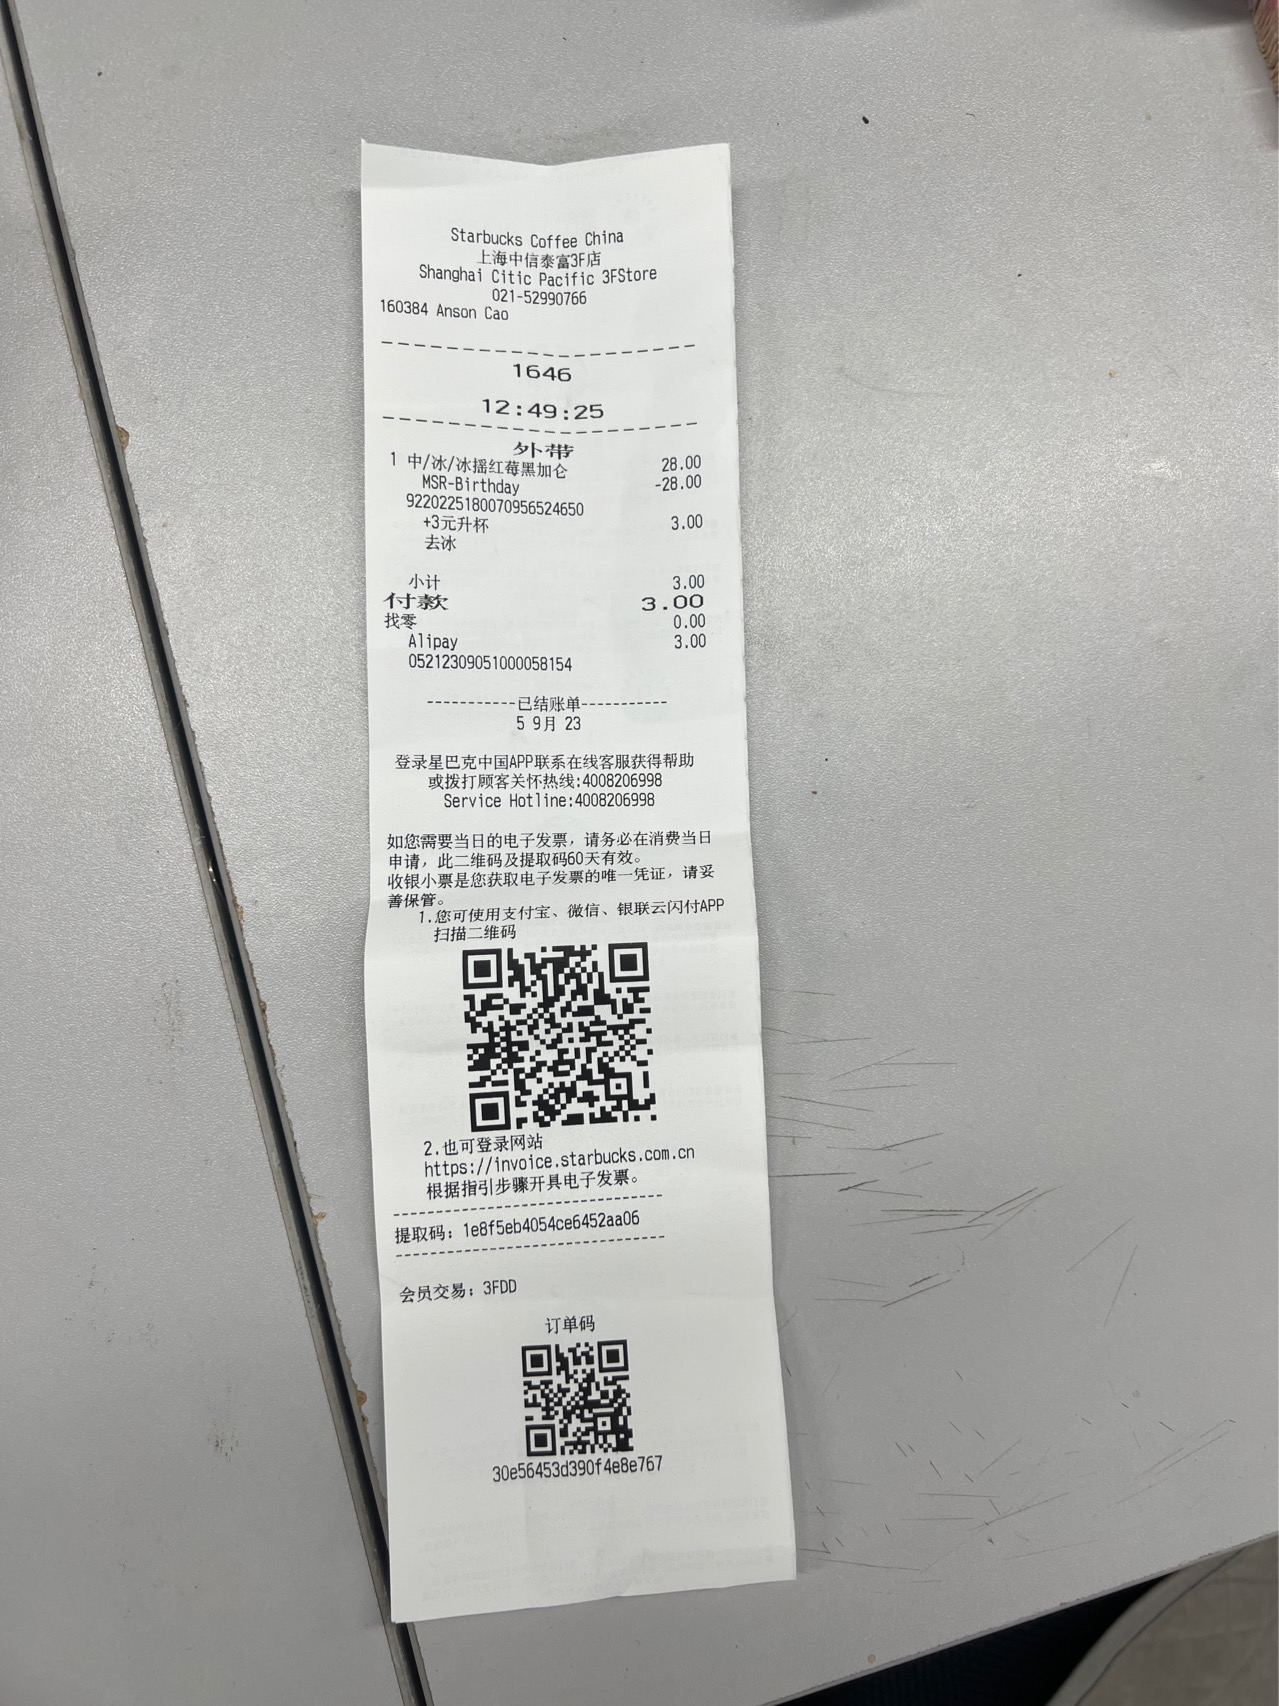 Starbucks Coffee China
上海中信泰富3F店
Shanghai Citic Pacific 3FStore
021-52990766
160384 Anson Cao
1646
12:49:25
外带
1 中/冰/冰摇红莓黑加仑 28.00
MSR-Birthday -28.00
9220225180070956524650
+3元升杯 3.00
去冰
小计 3.00
付款 3.00
找零 0.00
Alipay 3.00
05212309051000058154
-----------已结账单-----------
5 9月 23
登录星巴克中国APP联系在线客服获得帮助
或拨打顾客关怀热线:4008206998
Service Hotline:4008206998
如您需要当日的电子发票，请务必在消费当日
申请，此二维码及提取码60天有效。
收银小票是您获取电子发票的唯一凭证，请妥
善保管。
1.您可使用支付宝、微信、银联云闪付APP
扫描二维码
2.也可登录网站
https://invoice.starbucks.com.cn
根据指引步骤开具电子发票。
提取码：1e8f5eb4054ce6452aa06
会员交易：3FDD
订单码
30e56453d390f4e8e767